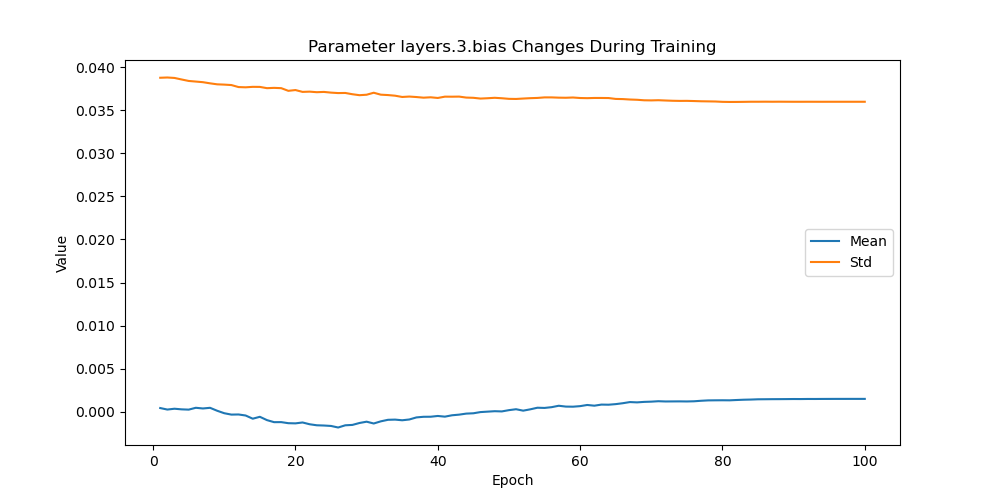 Parameter layers.3.bias Changes During Training
0.040
0.035
0.030
0.025
0.020
0.015
0.010
0.005
0.000
Value
Mean
Std
0 20 40 60 80 100
Epoch